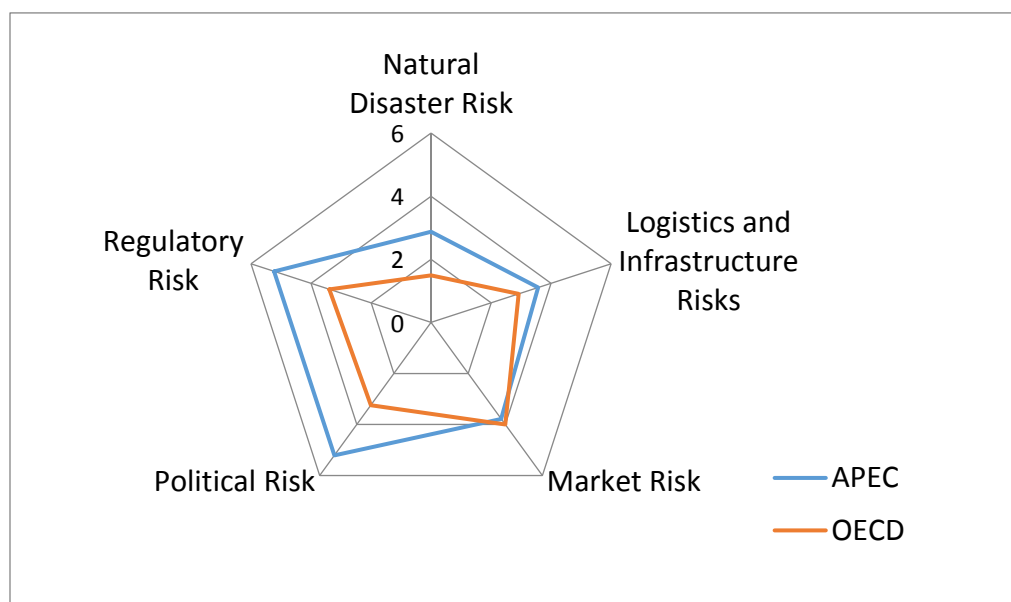 Natural
Disaster Risk
6
4
2
0
Logistics and
Infrastructure
Risks
Market Risk
Political Risk
Regulatory
Risk
APEC
OECD